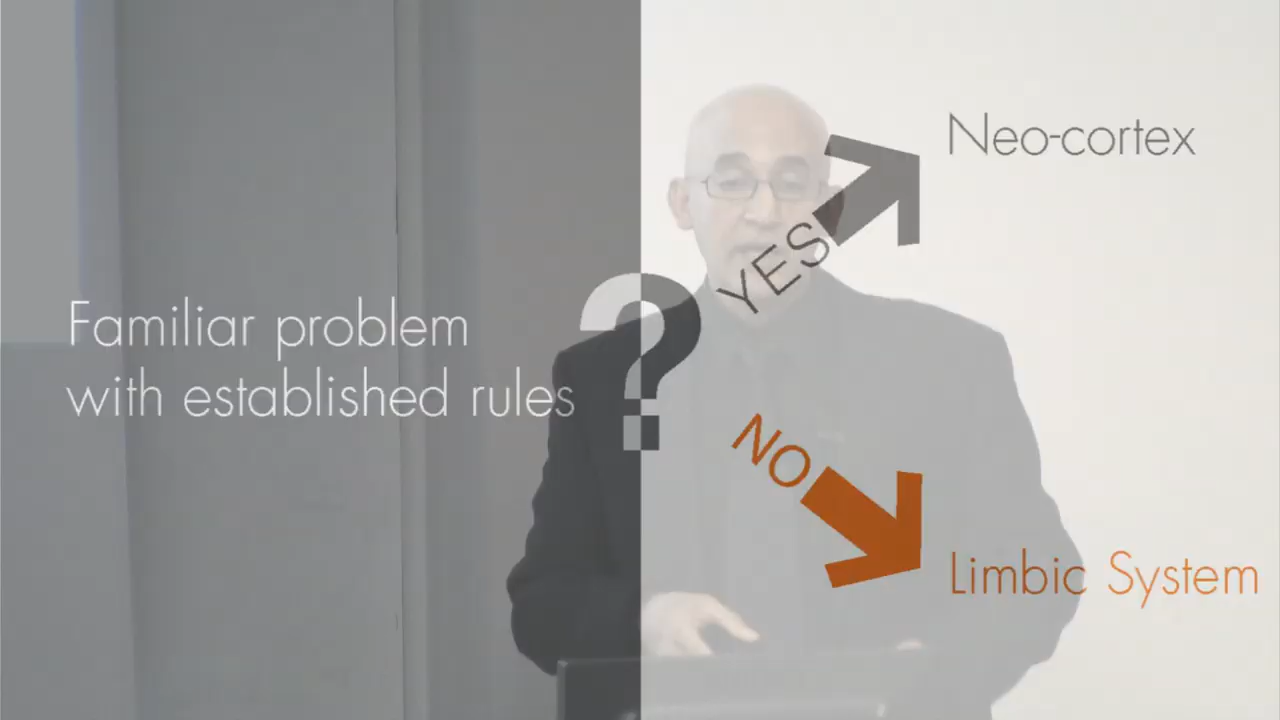 Familiar problem
with established rules
?
YES
Neo-cortex
NO
Limbic System